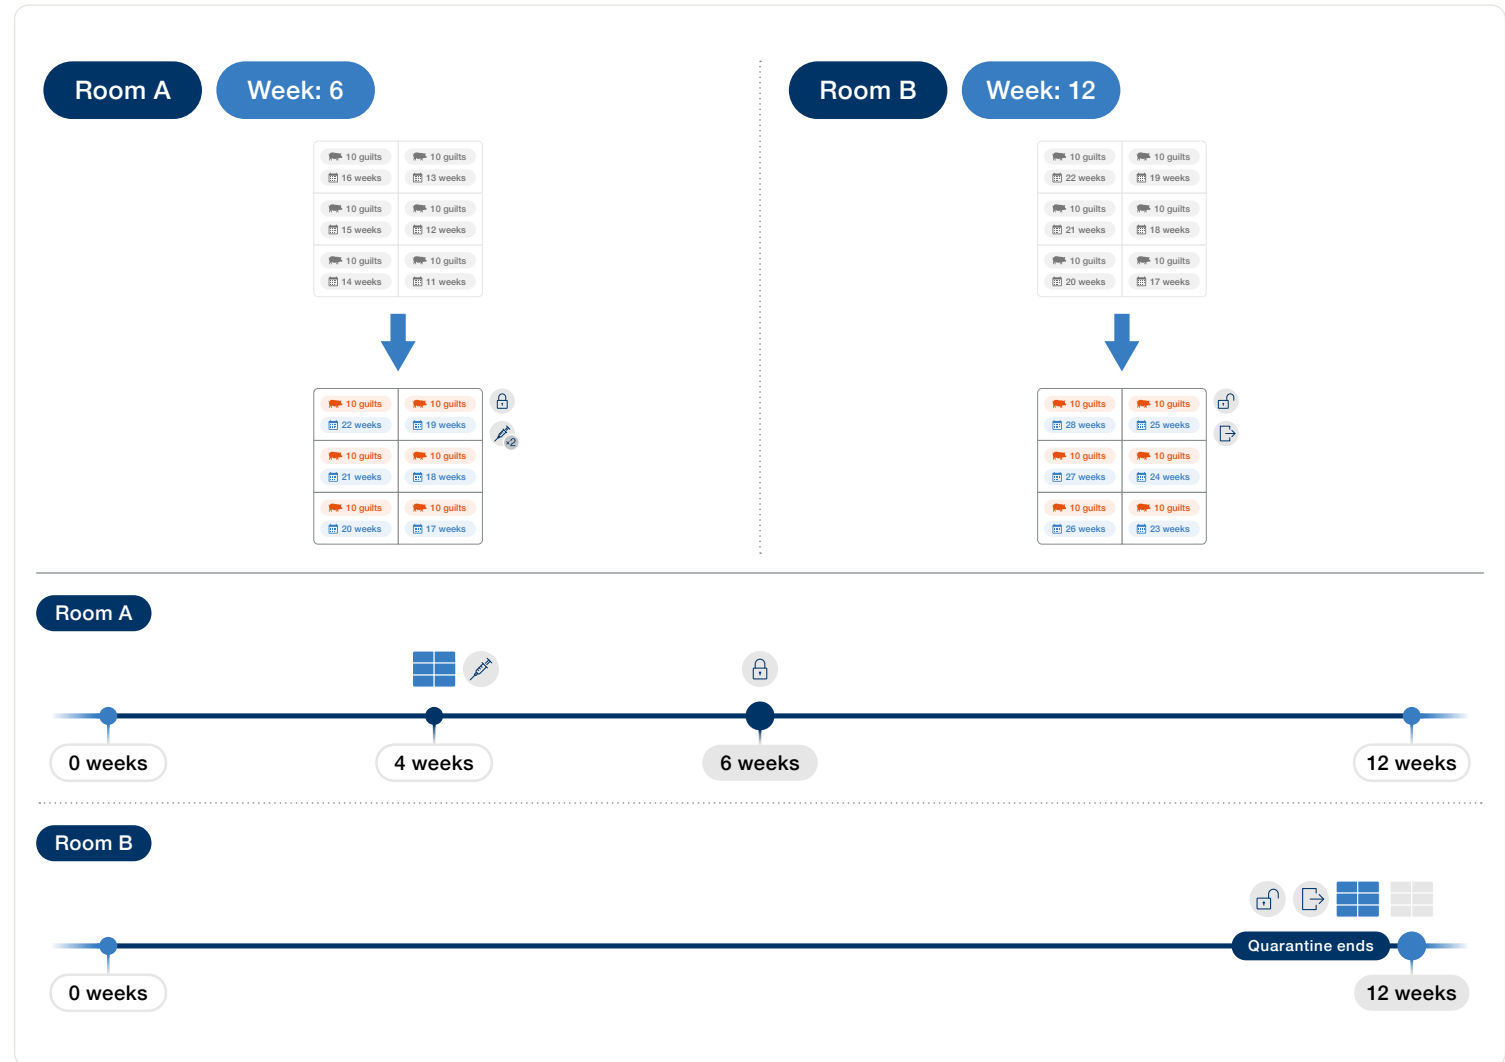 Room A
Week: 6
10 guilts 10 guilts
16 weeks 13 weeks
10 guilts 10 guilts
15 weeks 12 weeks
10 guilts 10 guilts
14 weeks 11 weeks
10 guilts 10 guilts
22 weeks 19 weeks
×2
10 guilts 10 guilts
21 weeks 18 weeks
10 guilts 10 guilts
20 weeks 17 weeks
Room B
Week: 12
10 guilts 10 guilts
22 weeks 19 weeks
10 guilts 10 guilts
21 weeks 18 weeks
10 guilts 10 guilts
20 weeks 17 weeks
10 guilts 10 guilts
28 weeks 25 weeks
10 guilts 10 guilts
27 weeks 24 weeks
10 guilts 10 guilts
26 weeks 23 weeks
Room A
0 weeks
4 weeks
6 weeks
12 weeks
Room B
Quarantine ends
0 weeks
12 weeks